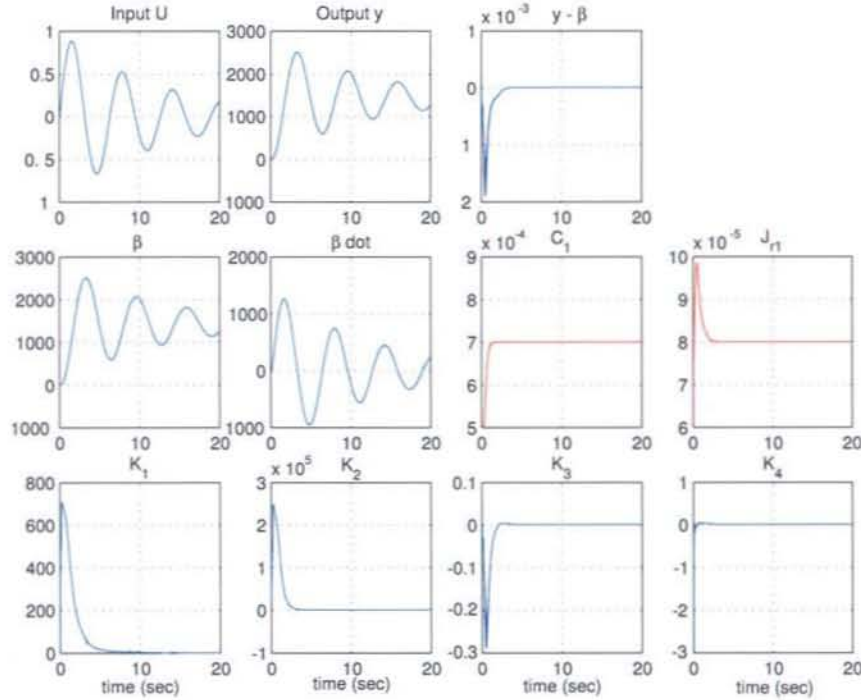 Input U
Output y
x 10⁻³
y - β
1
0.5
0
0. 5
1
3000
2000
1000
0
1000
1
0
1
2
0 10 20
0 10 20
0 10 20
β
β dot
x 10⁻⁴
C₁
x 10⁻⁵
Jr1
3000
2000
1000
0
1000
2000
1000
0
1000
9
8
7
6
5
10
9
8
7
6
0 10 20
0 10 20
0 10 20
0 10 20
K₁
x 10⁵
K₂
K₃
K₄
800
600
400
200
0
3
2
1
0
-1
0.1
0
-0.1
-0.2
-0.3
1
0
-1
-2
-3
0 10 20
0 10 20
0 10 20
0 10 20
time (sec)
time (sec)
time (sec)
time (sec)